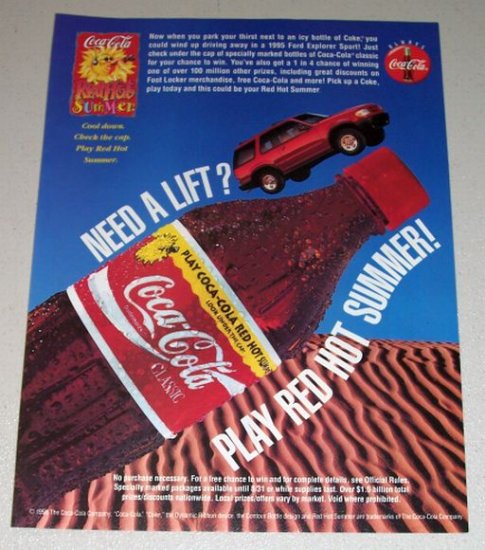 Coca-Cola
Red Hot
Summer
Cool down.
Check the cap.
Play Red Hot
Summer.
Now when you park your thirst next to an icy bottle of Coke, you
could wind up driving away in a 1995 Ford Explorer Sport! Just
check under the cap of specially marked bottles of Coca-Cola classic
for your chance to win. You've also got a 1 in 4 chance of winning
one of over 100 million other prizes, including great discounts on
Foot Locker merchandise, free Coca-Cola and more! Pick up a Coke,
play today and this could be your Red Hot Summer
ALWAYS
Coca-Cola
NEED A LIFT?
PLAY COCA-COLA RED HOT SUM
LOOK UNDER THE CAP
Coca-Cola
CLASSIC
PLAY RED HOT SUMMER!
No purchase necessary. For a free chance to win and for complete details, see Official Rules.
Specially marked packages available until 8/31 or while supplies last. Over $1.5 billion total
prizes/discounts nationwide. Local prizes/offers vary by market. Void where prohibited.
The Coca-Cola Company. "Coca-Cola," "Coke," the Dynamic Ribbon device, the Contour Bottle design and Red Hot Summer are trademarks of The Coca-Cola Company